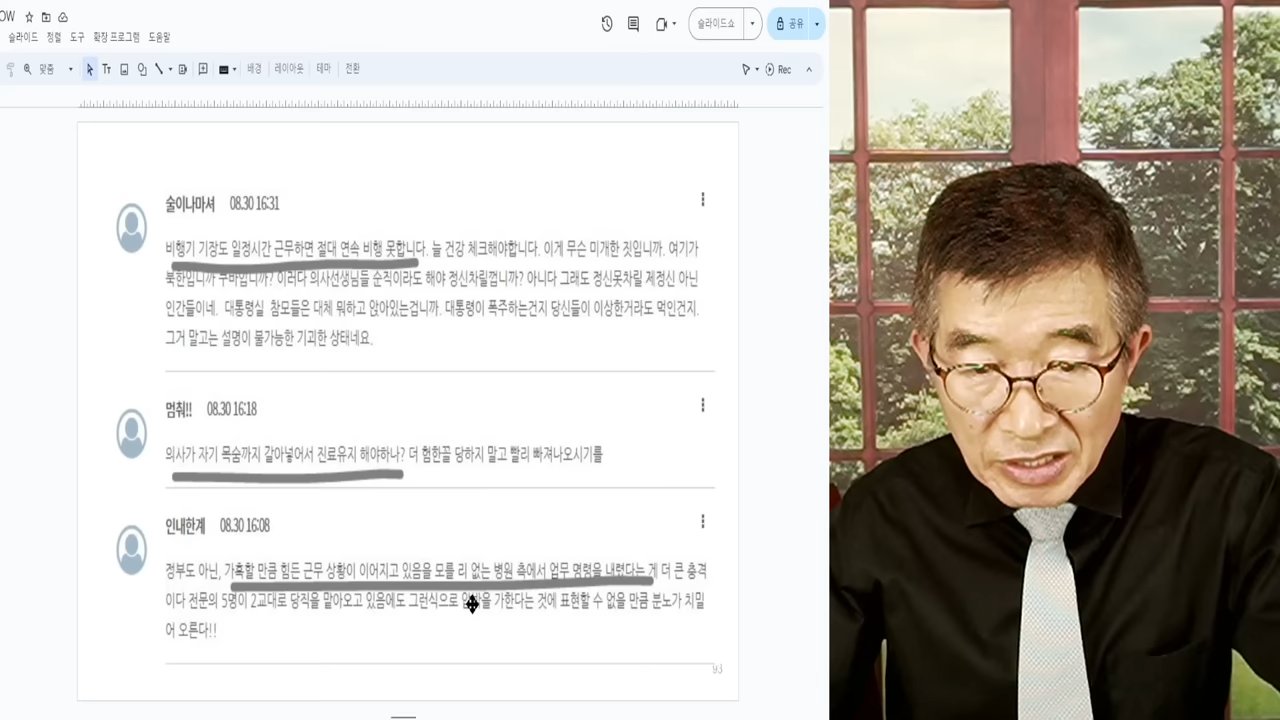 OW
슬라이드 정렬 도구 확장 프로그램 도움말
슬라이드쇼
공유
맞춤
배경 레이아웃 테마 전환
Rec
술이나마셔 08.30 16:31
비행기 기장도 일정시간 근무하면 절대 연속 비행 못합니다. 늘 건강 체크해야합니다. 이게 무슨 미개한 짓입니까. 여기가
북한입니까 쿠바입니까? 이러다 의사선생님들 순직이라도 해야 정신차릴껍니까? 아니다 그래도 정신못차릴 제정신 아닌
인간들이네. 대통령실 참모들은 대체 뭐하고 앉아있는겁니까. 대통령이 폭주하는건지 당신들이 이상한거라도 먹인건지.
그거 말고는 설명이 불가능한 기괴한 상태네요.
멈춰!! 08.30 16:18
의사가 자기 목숨까지 갈아넣어서 진료유지 해야하나? 더 험한꼴 당하지 말고 빨리 빠져나오시기를
인내한계 08.30 16:08
정부도 아닌, 가혹할 만큼 힘든 근무 상황이 이어지고 있음을 모를 리 없는 병원 측에서 업무 명령을 내렸다는 게 더 큰 충격
이다 전문의 5명이 2교대로 당직을 맡아오고 있음에도 그런식으로 을 가한다는 것에 표현할 수 없을 만큼 분노가 치밀
어 오른다!!
93